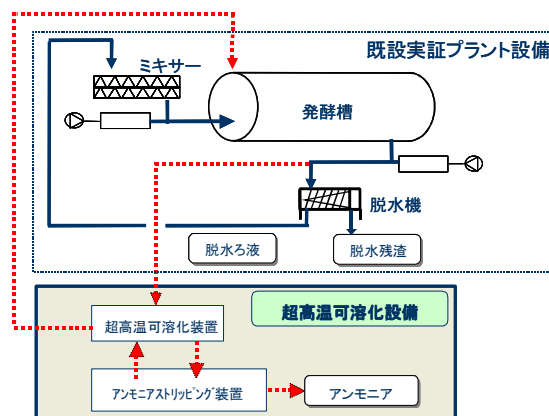 既設実証プラント設備
ミキサー
発酵槽
脱水機
脱水ろ液
脱水残渣
超高温可溶化設備
超高温可溶化装置
アンモニアストリッピング装置
アンモニア